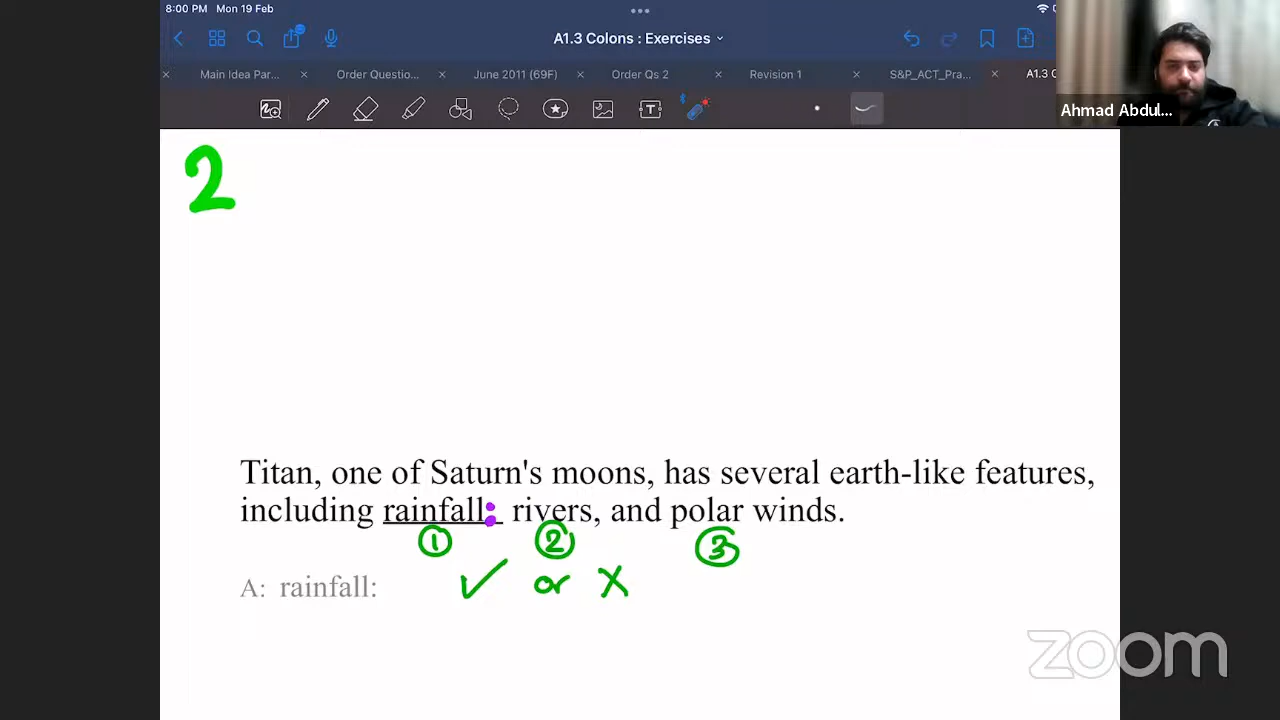 8:00 PM Mon 19 Feb
A1.3 Colons : Exercises
Main Idea Par...
Order Questio...
June 2011 (69F)
Order Qs 2
Revision 1
S&P_ACT_Pra...
A1.3 C
Ahmad Abdul...
2
Titan, one of Saturn's moons, has several earth-like features,
including rainfall: rivers, and polar winds.
1 2 3
A: rainfall: ✓ or X
zoom